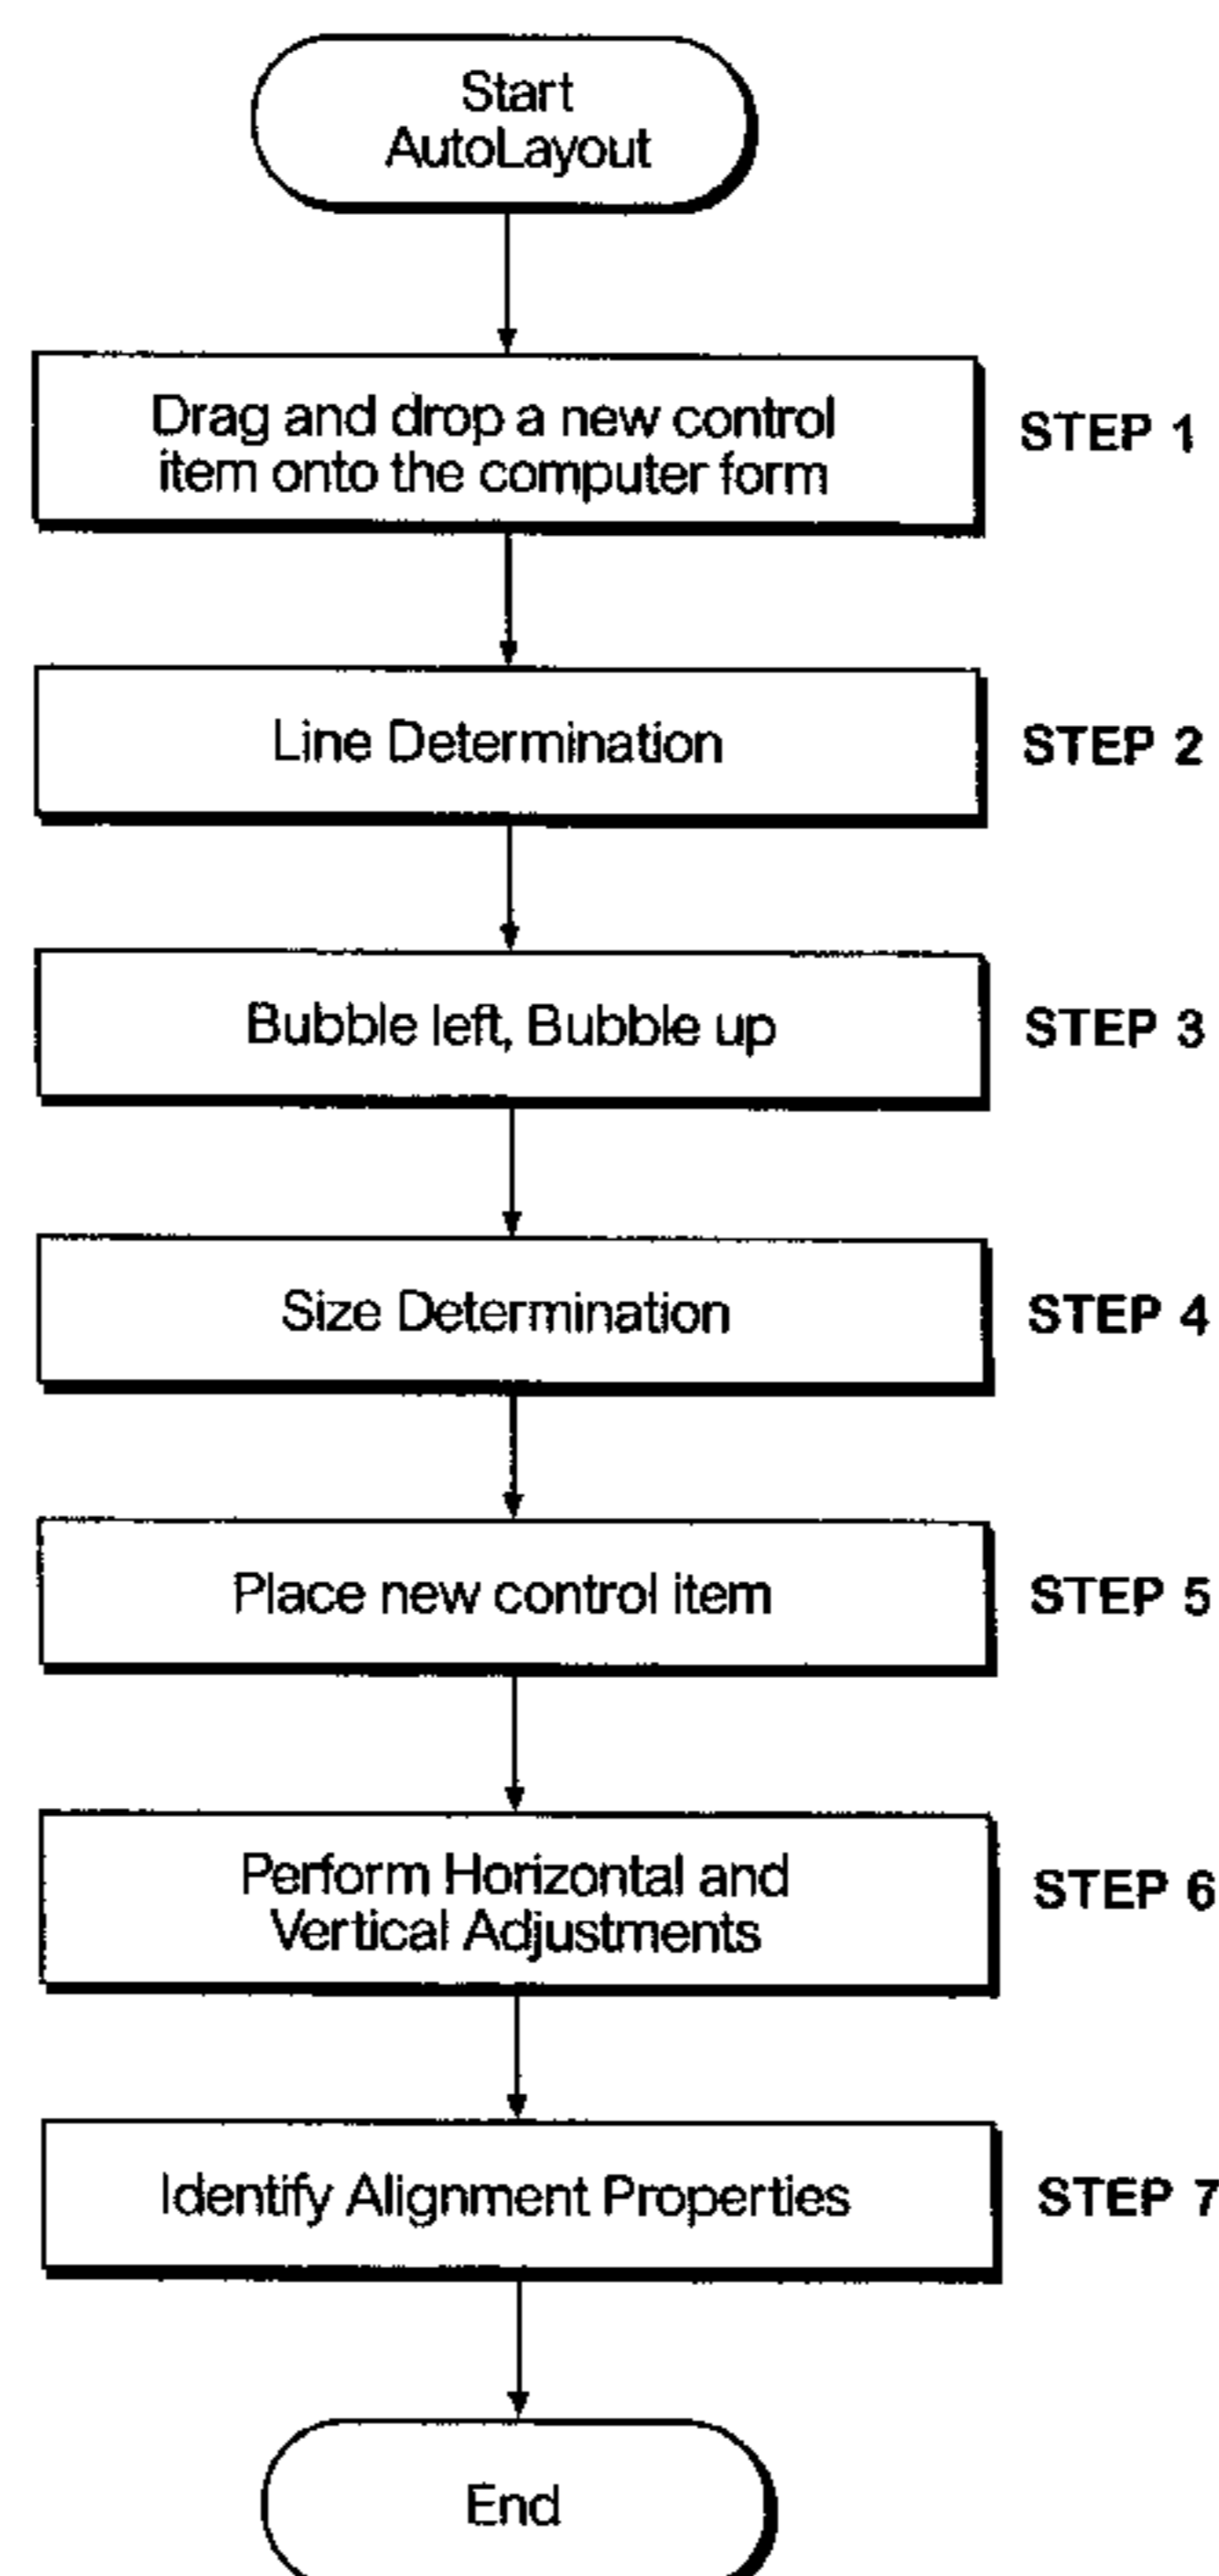 Start
AutoLayout
Drag and drop a new control
item onto the computer form
STEP 1
Line Determination
STEP 2
Bubble left, Bubble up
STEP 3
Size Determination
STEP 4
Place new control item
STEP 5
Perform Horizontal and
Vertical Adjustments
STEP 6
Identify Alignment Properties
STEP 7
End